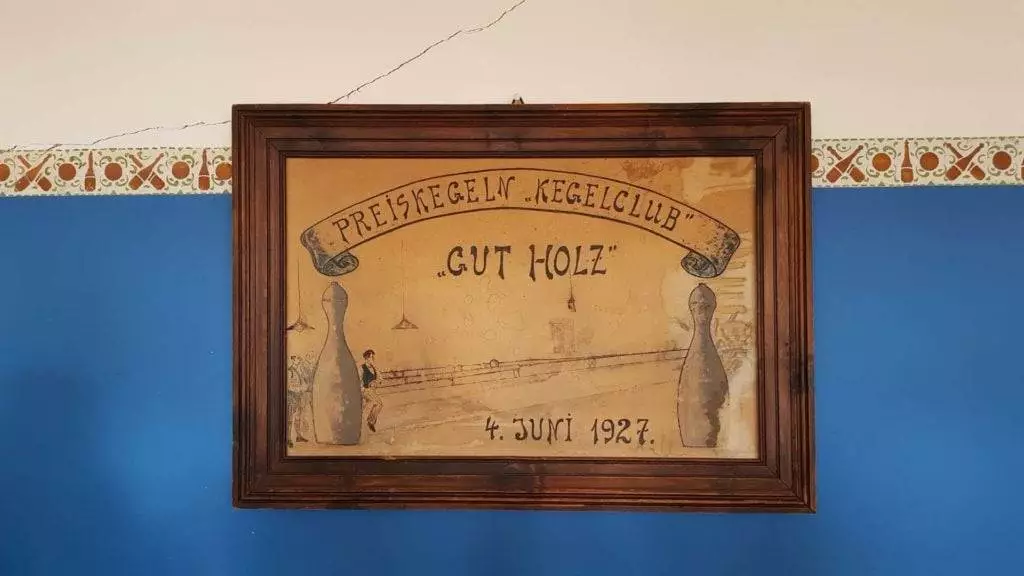 PREISKEGELN „KEGELCLUB"
„GUT HOLZ"
4. JUNI 1927.